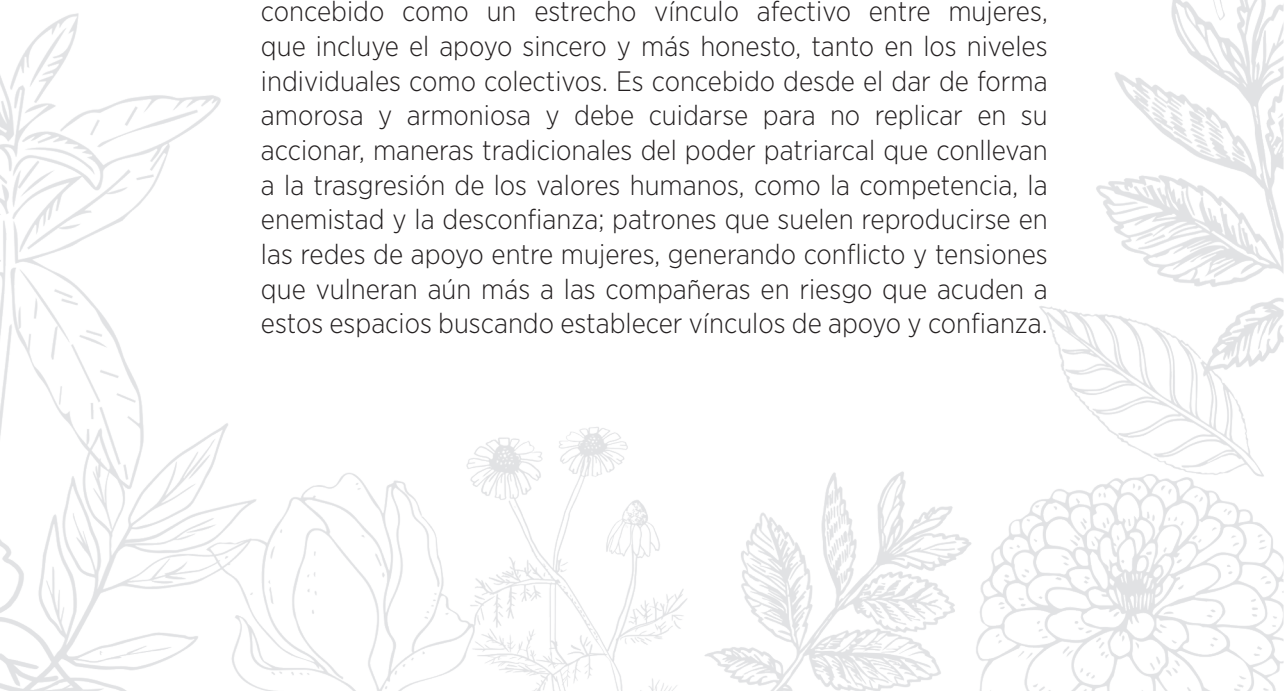 concebido como un estrecho vínculo afectivo entre mujeres,
que incluye el apoyo sincero y más honesto, tanto en los niveles
individuales como colectivos. Es concebido desde el dar de forma
amorosa y armoniosa y debe cuidarse para no replicar en su
accionar, maneras tradicionales del poder patriarcal que conllevan
a la trasgresión de los valores humanos, como la competencia, la
enemistad y la desconfianza; patrones que suelen reproducirse en
las redes de apoyo entre mujeres, generando conflicto y tensiones
que vulneran aún más a las compañeras en riesgo que acuden a
estos espacios buscando establecer vínculos de apoyo y confianza.